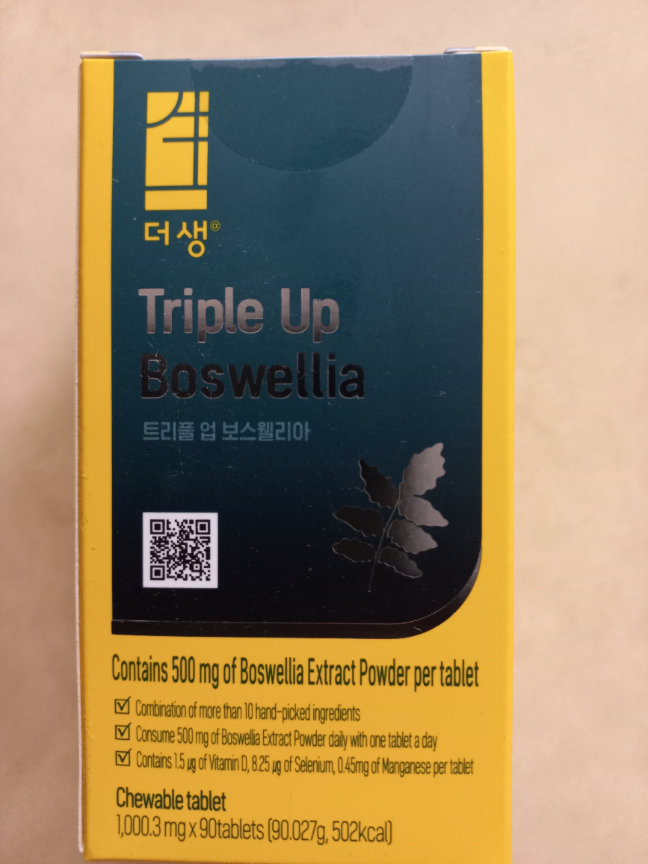 더생
Triple Up
Boswellia
트리플 업 보스웰리아
Contains 500 mg of Boswellia Extract Powder per tablet
Combination of more than 10 hand-picked ingredients
Consume 500 mg of Boswellia Extract Powder daily with one tablet a day
Contains 1.5 μg of Vitamin D, 8.25 μg of Selenium, 0.45mg of Manganese per tablet
Chewable tablet
1,000.3 mg x 90tablets (90.027g, 502kcal)